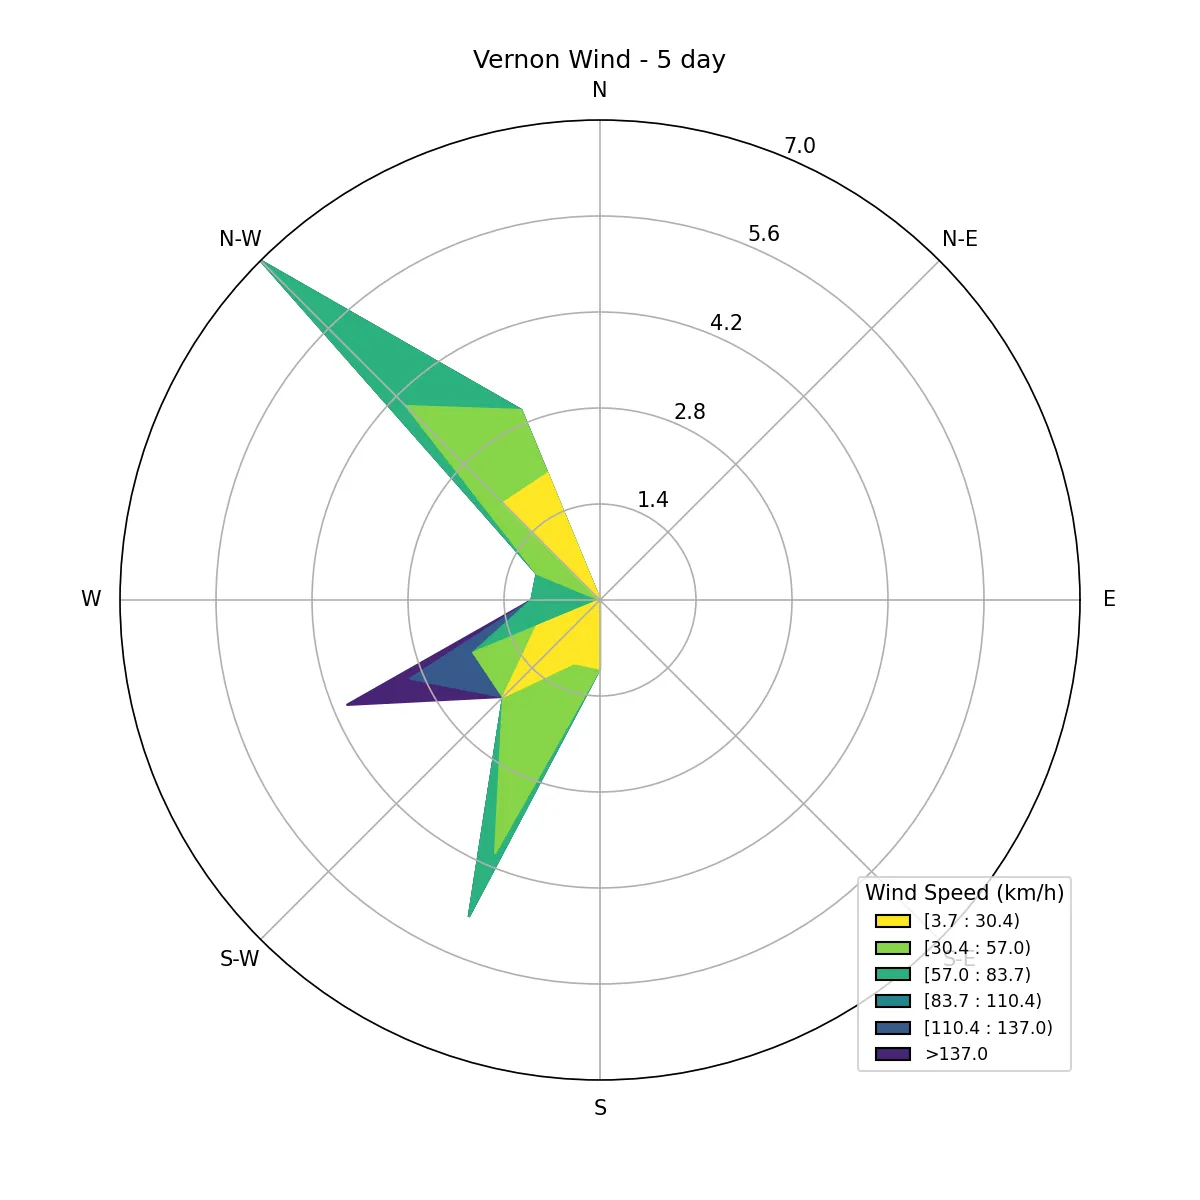 Vernon Wind - 5 day
N
7.0
5.6
N-W
N-E
4.2
2.8
1.4
W
E
Wind Speed (km/h)
[3.7 : 30.4)
[30.4 : 57.0)
[57.0 : 83.7)
[83.7 : 110.4)
[110.4 : 137.0)
>137.0
S-W
S-E
S